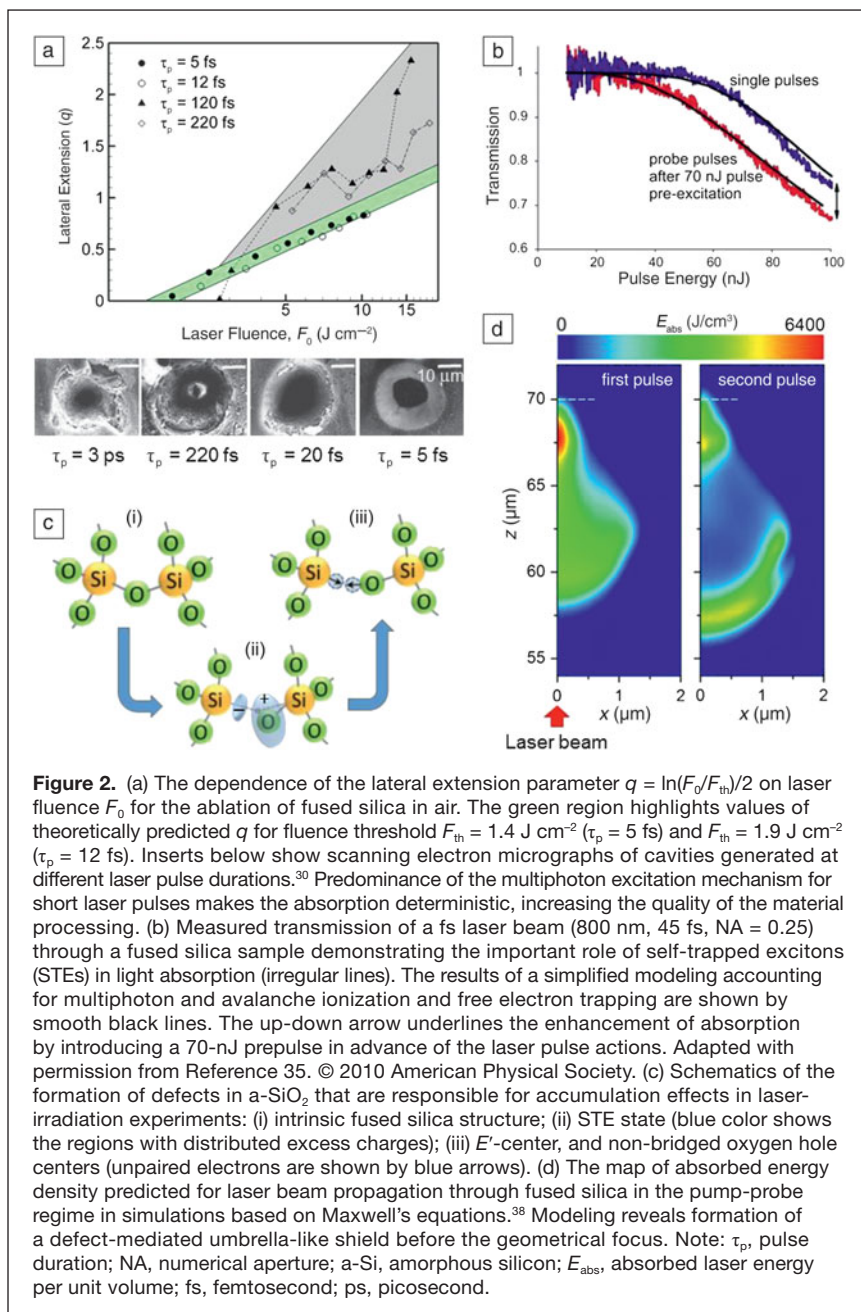 a
2.5
2
1.5
1
0.5
0
Lateral Extension (q)
τp = 5 fs
τp = 12 fs
τp = 120 fs
τp = 220 fs
5
10
15
Laser Fluence, F0 (J cm−2)
10 μm
τp = 3 ps
τp = 220 fs
τp = 20 fs
τp = 5 fs
b
1
0.9
0.8
0.7
0.6
Transmission
single pulses
probe pulses
after 70 nJ pulse
pre-excitation
20
40
60
80
100
Pulse Energy (nJ)
c
(i)
O O O O
Si Si
O O O
(ii)
O O O O
Si − + Si
O O O
(iii)
O O O O
Si O Si
O O
d
0
Eabs (J/cm3)
6400
first pulse
second pulse
70
65
60
55
z (μm)
0
1
2
0
1
2
x (μm)
x (μm)
Laser beam
Figure 2. (a) The dependence of the lateral extension parameter q = ln(F0/Fth)/2 on laser
fluence F0 for the ablation of fused silica in air. The green region highlights values of
theoretically predicted q for fluence threshold Fth = 1.4 J cm−2 (τp = 5 fs) and Fth = 1.9 J cm−2
(τp = 12 fs). Inserts below show scanning electron micrographs of cavities generated at
different laser pulse durations.30 Predominance of the multiphoton excitation mechanism for
short laser pulses makes the absorption deterministic, increasing the quality of the material
processing. (b) Measured transmission of a fs laser beam (800 nm, 45 fs, NA = 0.25)
through a fused silica sample demonstrating the important role of self-trapped excitons
(STEs) in light absorption (irregular lines). The results of a simplified modeling accounting
for multiphoton and avalanche ionization and free electron trapping are shown by
smooth black lines. The up-down arrow underlines the enhancement of absorption
by introducing a 70-nJ prepulse in advance of the laser pulse actions. Adapted with
permission from Reference 35. © 2010 American Physical Society. (c) Schematics of the
formation of defects in a-SiO2 that are responsible for accumulation effects in laser-
irradiation experiments: (i) intrinsic fused silica structure; (ii) STE state (blue color shows
the regions with distributed excess charges); (iii) E′-center, and non-bridged oxygen hole
centers (unpaired electrons are shown by blue arrows). (d) The map of absorbed energy
density predicted for laser beam propagation through fused silica in the pump-probe
regime in simulations based on Maxwell's equations.38 Modeling reveals formation of
a defect-mediated umbrella-like shield before the geometrical focus. Note: τp, pulse
duration; NA, numerical aperture; a-Si, amorphous silicon; Eabs, absorbed laser energy
per unit volume; fs, femtosecond; ps, picosecond.